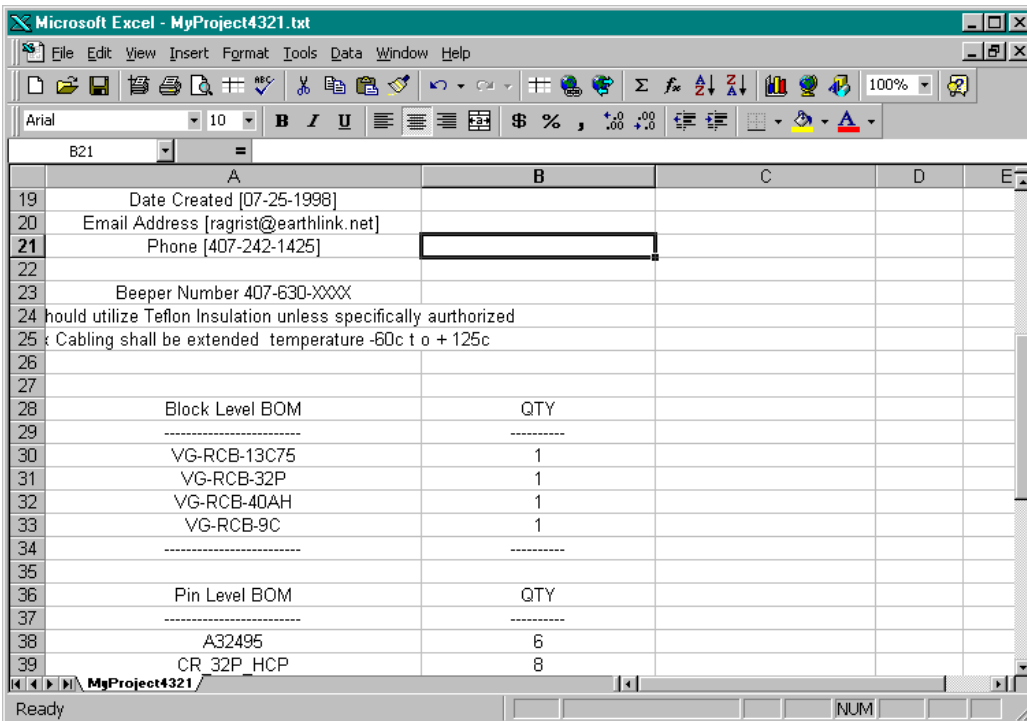 Microsoft Excel - MyProject4321.txt
File Edit View Insert Format Tools Data Window Help
100%
Arial 10 B I U $ % ,
B21 =
A B C D E
19 Date Created [07-25-1998]
20 Email Address [ragrist@earthlink.net]
21 Phone [407-242-1425]
22
23 Beeper Number 407-630-XXXX
24 hould utilize Teflon Insulation unless specifically aurthorized
25 Cabling shall be extended temperature -60c t o + 125c
26
27
28 Block Level BOM QTY
29 ------------------------- ----------
30 VG-RCB-13C75 1
31 VG-RCB-32P 1
32 VG-RCB-40AH 1
33 VG-RCB-9C 1
34 ------------------------- ----------
35
36 Pin Level BOM QTY
37 ------------------------- ----------
38 A32495 6
39 CR_32P_HCP 8
MyProject4321
Ready NUM